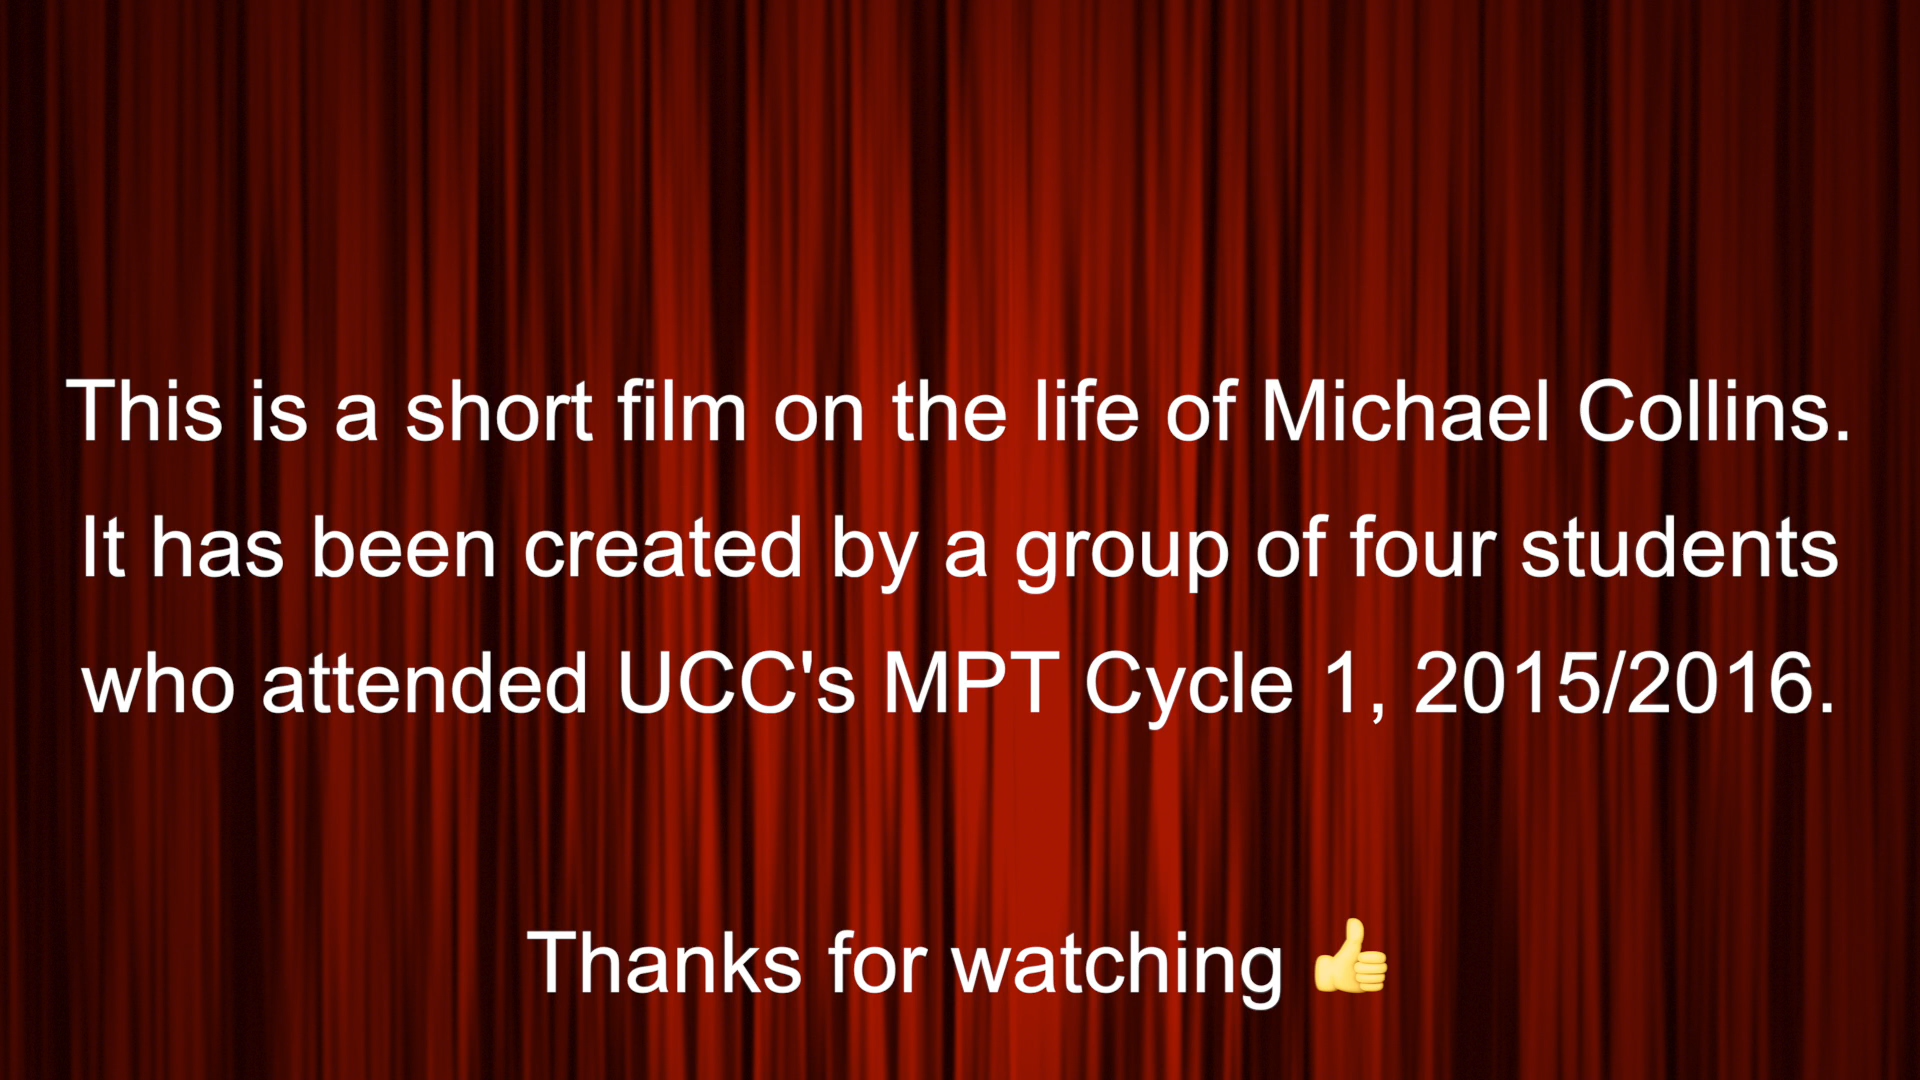 This is a short film on the life of Michael Collins.
It has been created by a group of four students
who attended UCC's MPT Cycle 1, 2015/2016.
Thanks for watching 👍